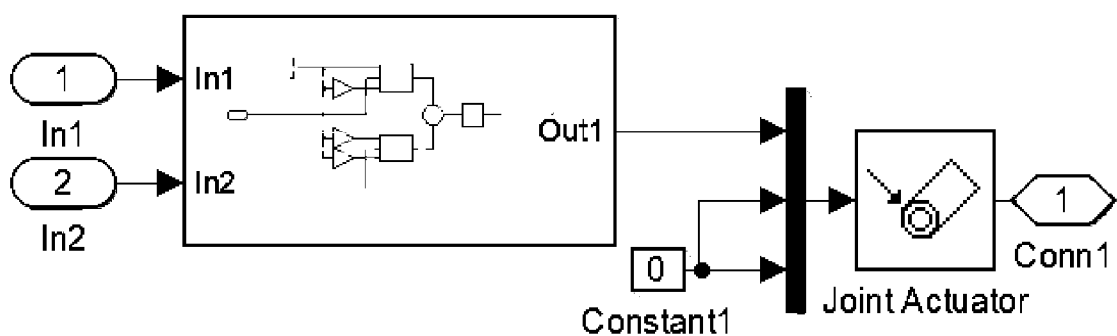 1
In1
In1
2
In2
In2
Out1
0
Constant1
Joint Actuator
1
Conn1